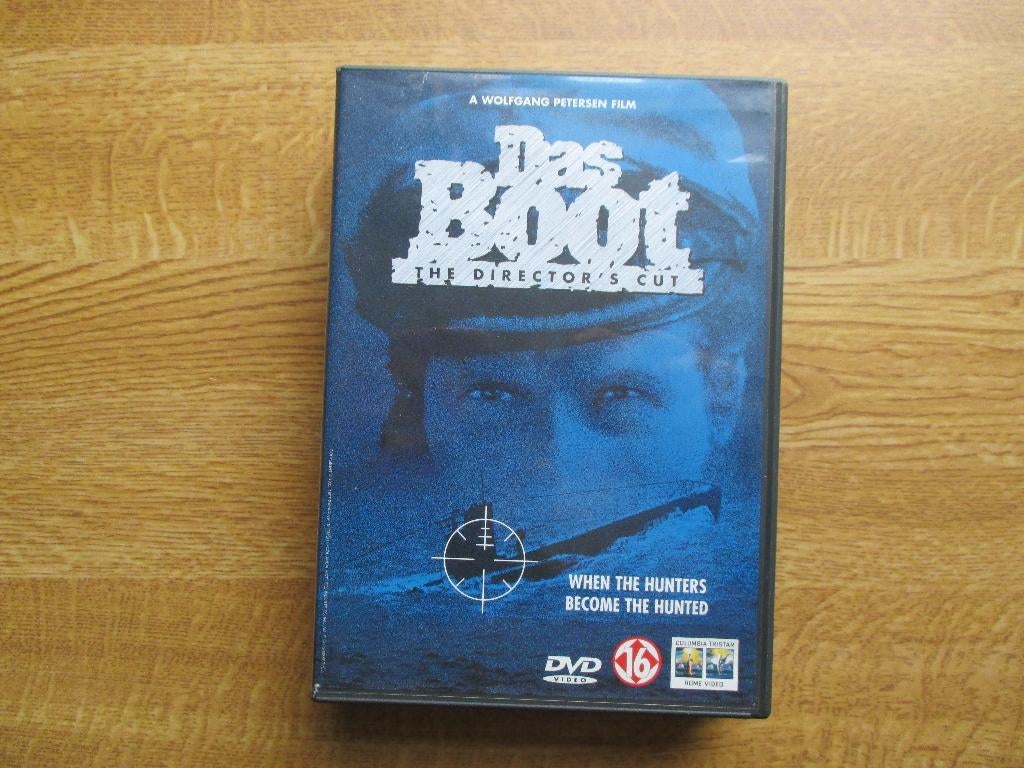 A WOLFGANG PETERSEN FILM
Das
Boot
THE DIRECTOR'S CUT
WHEN THE HUNTERS
BECOME THE HUNTED
DVD
VIDEO
16
COLUMBIA TRISTAR
HOME VIDEO